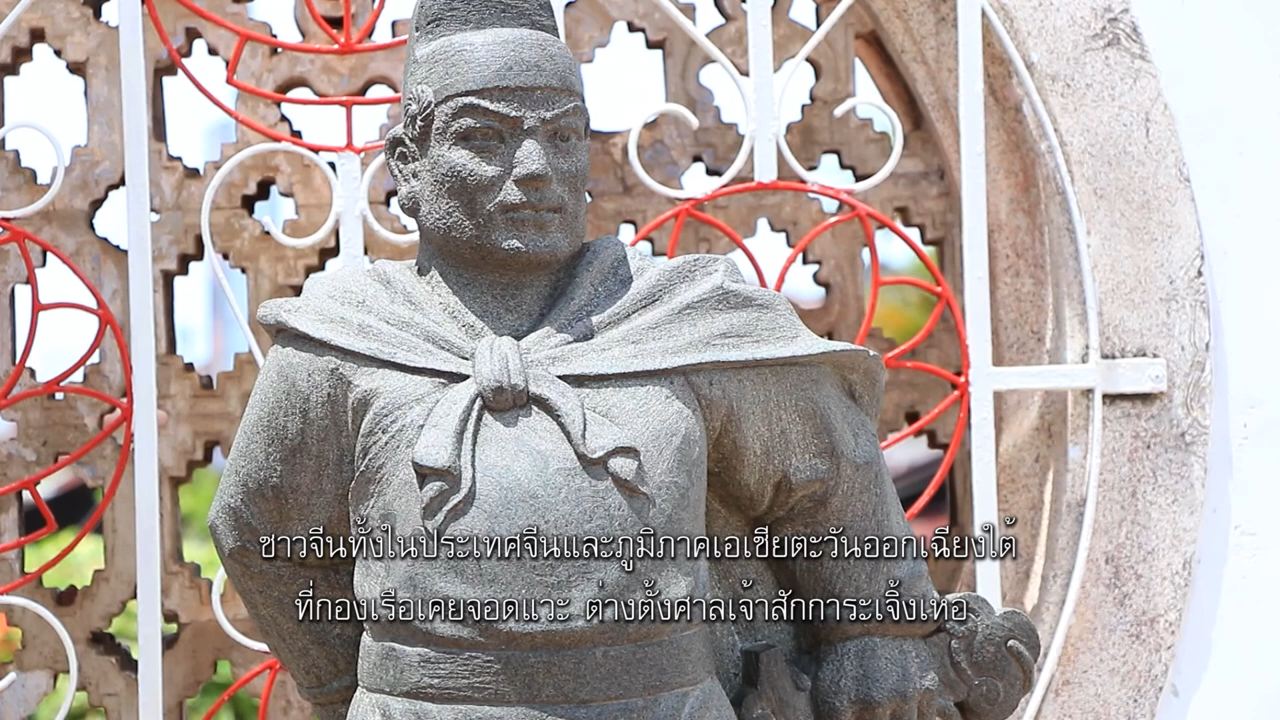 ชาวจีนทั้งในประเทศจีนและภูมิภาคเอเชียตะวันออกเฉียงใต้
ที่กองเรือเคยจอดแวะ ต่างตั้งศาลเจ้าสักการะเจิ้งเหอ